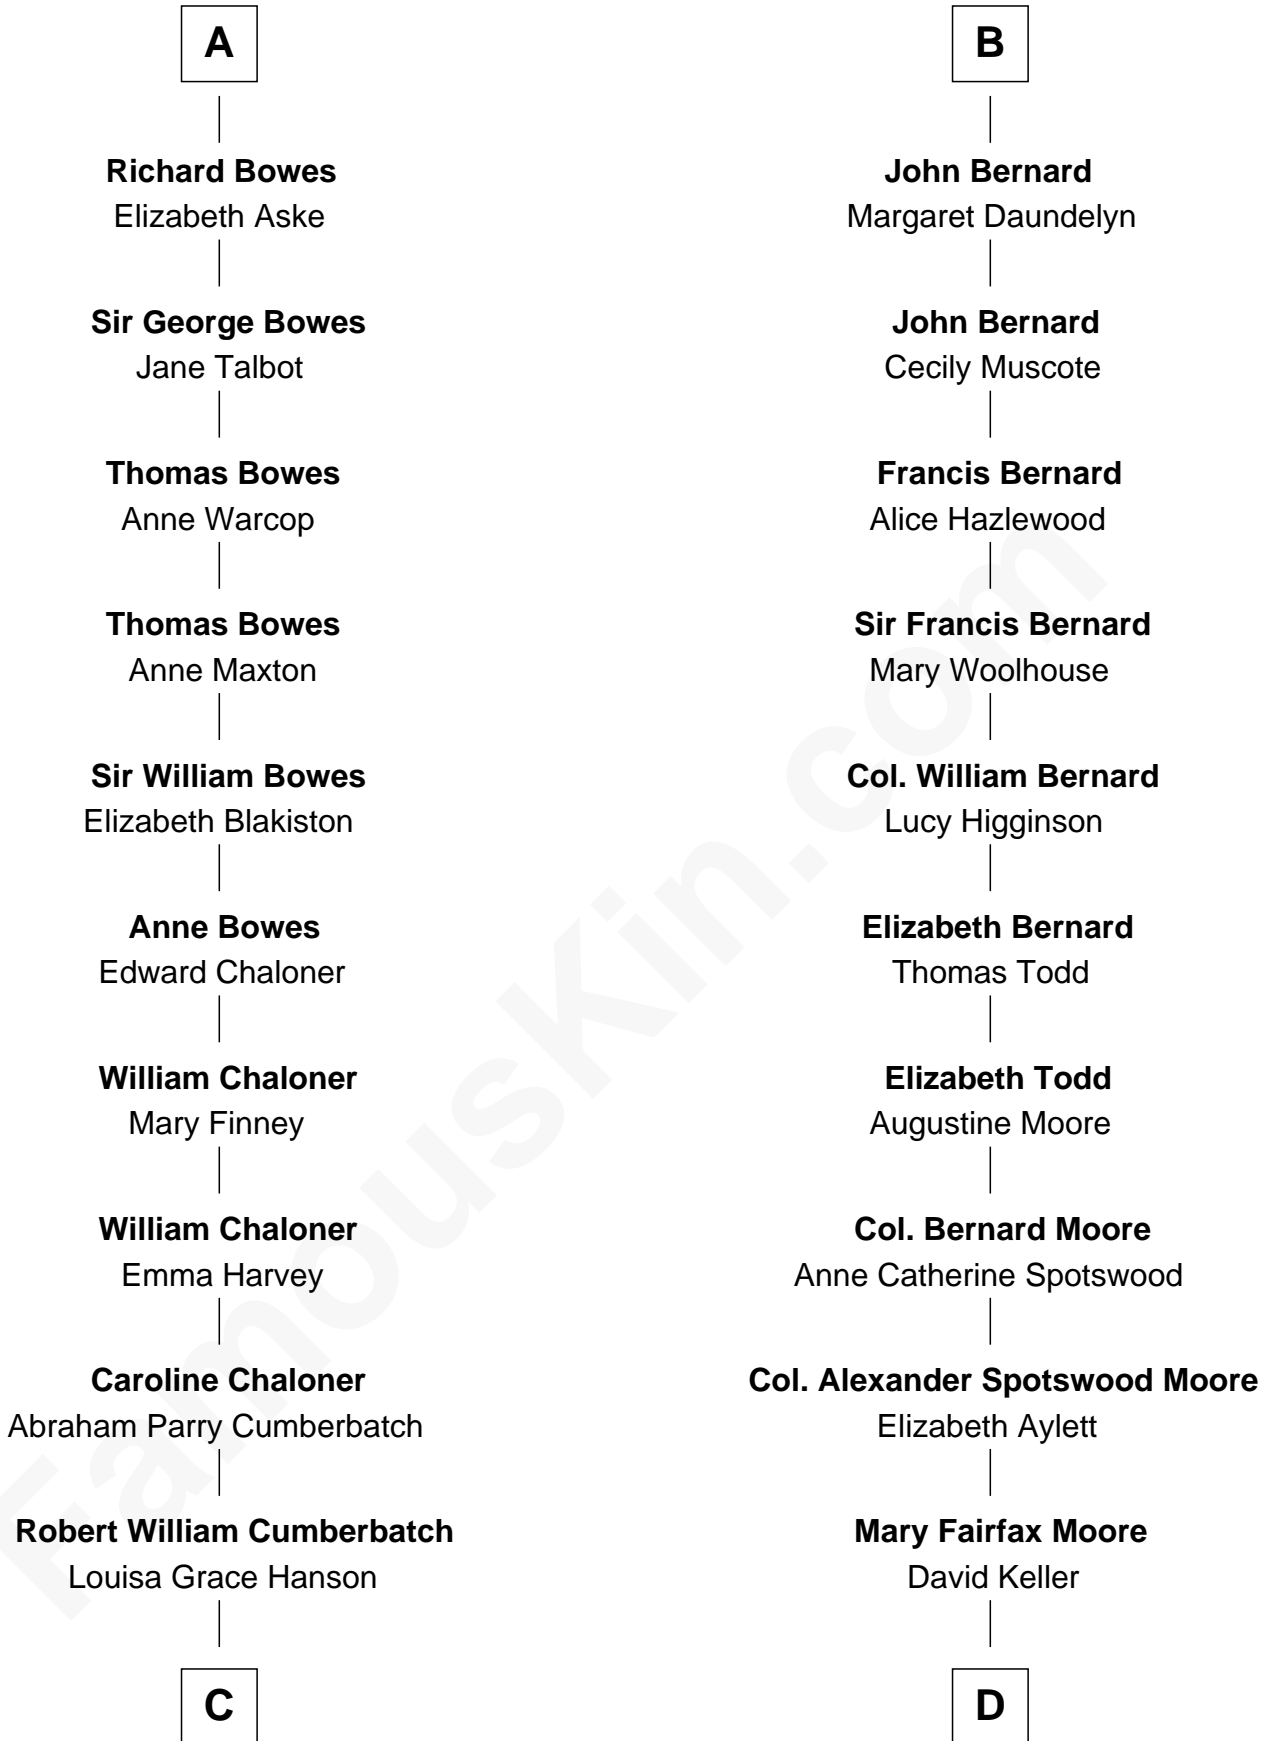 A
Richard Bowes
Elizabeth Aske
Sir George Bowes
Jane Talbot
Thomas Bowes
Anne Warcop
Thomas Bowes
Anne Maxton
Sir William Bowes
Elizabeth Blakiston
Anne Bowes
Edward Chaloner
William Chaloner
Mary Finney
William Chaloner
Emma Harvey
Caroline Chaloner
Abraham Parry Cumberbatch
Robert William Cumberbatch
Louisa Grace Hanson
C
B
John Bernard
Margaret Daundelyn
John Bernard
Cecily Muscote
Francis Bernard
Alice Hazlewood
Sir Francis Bernard
Mary Woolhouse
Col. William Bernard
Lucy Higginson
Elizabeth Bernard
Thomas Todd
Elizabeth Todd
Augustine Moore
Col. Bernard Moore
Anne Catherine Spotswood
Col. Alexander Spotswood Moore
Elizabeth Aylett
Mary Fairfax Moore
David Keller
D
FamousKin.com